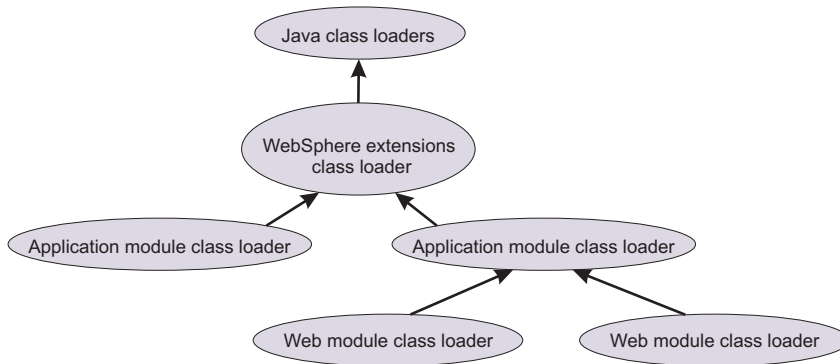 Java class loaders
WebSphere extensions
class loader
Application module class loader
Application module class loader
Web module class loader
Web module class loader